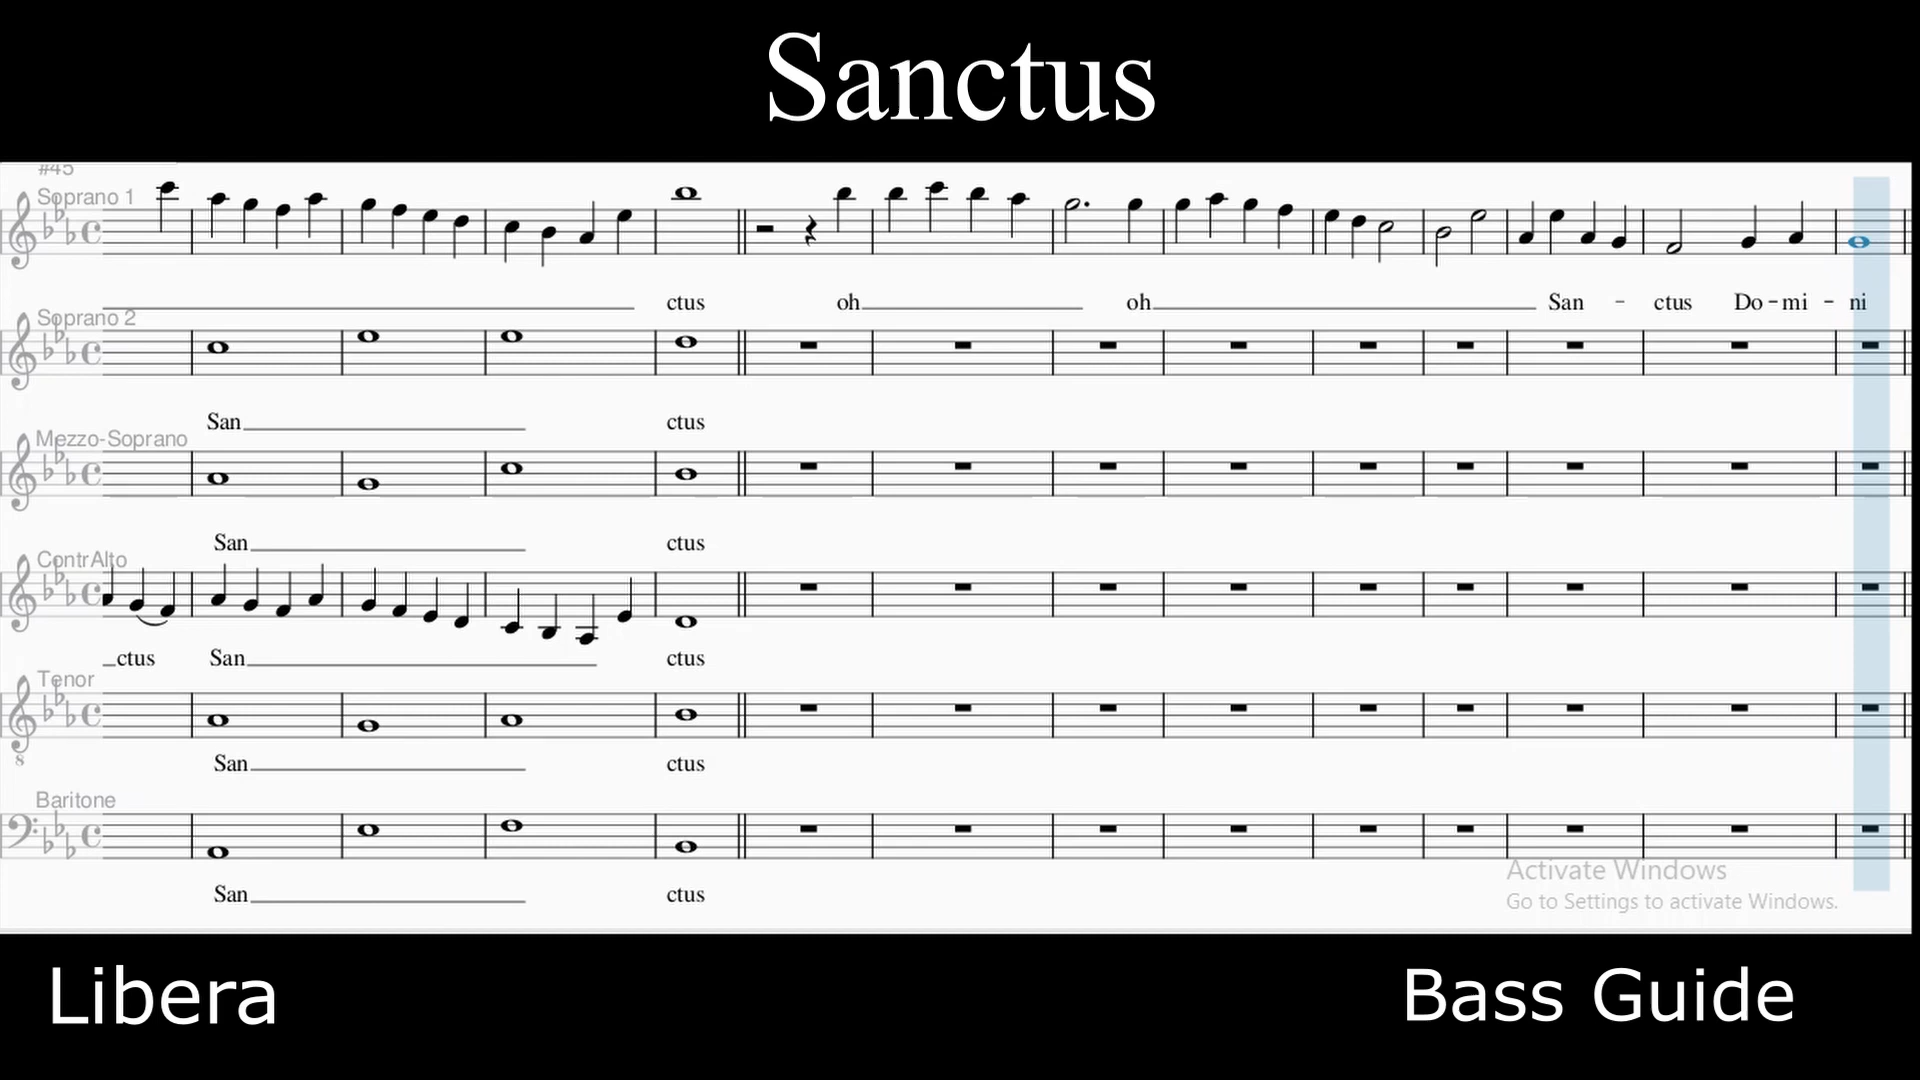 Sanctus
#45
Soprano 1
ctus oh oh San - ctus Do - mi - ni
Soprano 2
San ctus
Mezzo-Soprano
San ctus
ContrAlto
ctus San ctus
Tenor
8
San ctus
Baritone
San ctus
Activate Windows
Go to Settings to activate Windows.
Libera
Bass Guide